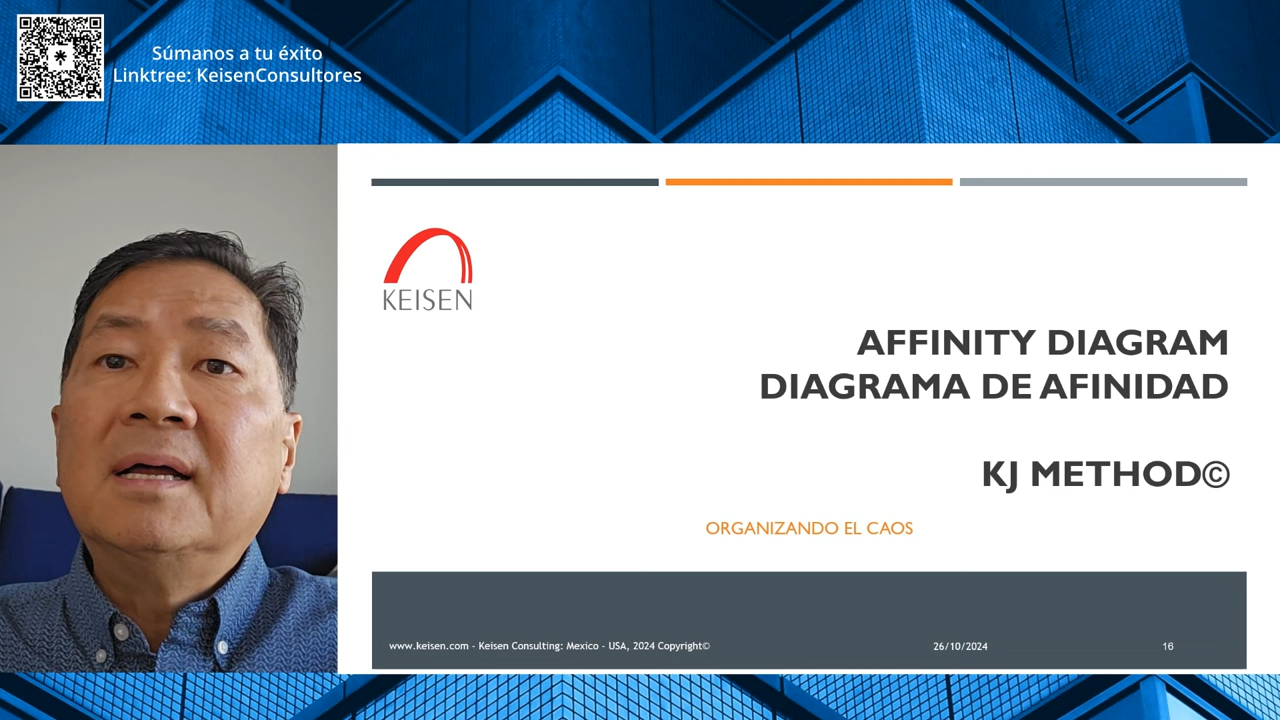 Súmanos a tu éxito
Linktree: KeisenConsultores
KEISEN
AFFINITY DIAGRAM
DIAGRAMA DE AFINIDAD
KJ METHOD©
ORGANIZANDO EL CAOS
www.keisen.com - Keisen Consulting: Mexico - USA, 2024 Copyright© 26/10/2024 16